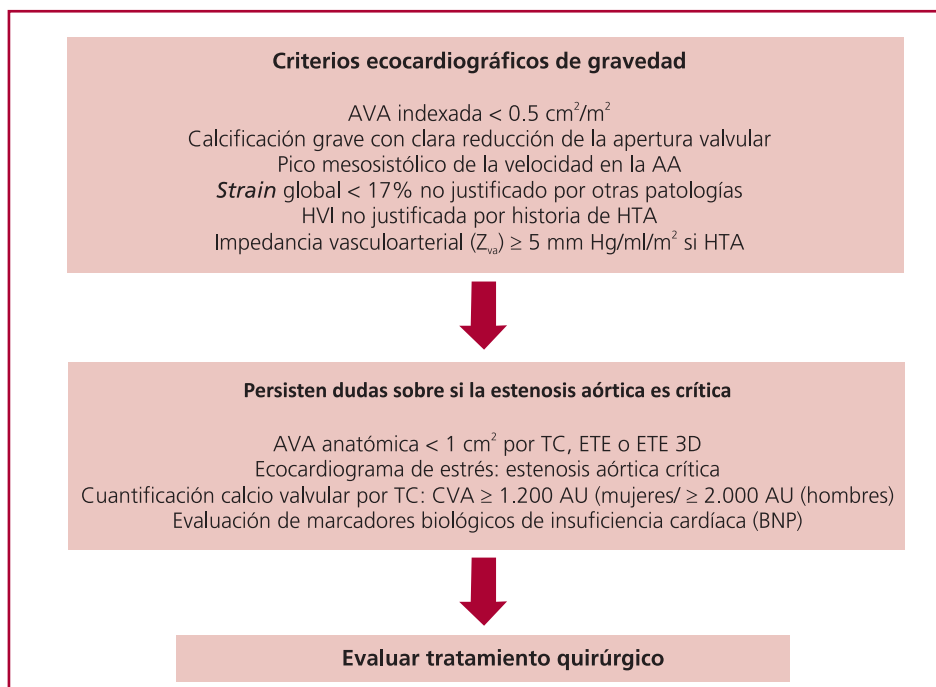 Criterios ecocardiográficos de gravedad
AVA indexada < 0.5 cm²/m²
Calcificación grave con clara reducción de la apertura valvular
Pico mesosistólico de la velocidad en la AA
Strain global < 17% no justificado por otras patologías
HVI no justificada por historia de HTA
Impedancia vasculoarterial (Zva) ≥ 5 mm Hg/ml/m² si HTA
Persisten dudas sobre si la estenosis aórtica es crítica
AVA anatómica < 1 cm² por TC, ETE o ETE 3D
Ecocardiograma de estrés: estenosis aórtica crítica
Cuantificación calcio valvular por TC: CVA ≥ 1.200 AU (mujeres/ ≥ 2.000 AU (hombres)
Evaluación de marcadores biológicos de insuficiencia cardíaca (BNP)
Evaluar tratamiento quirúrgico